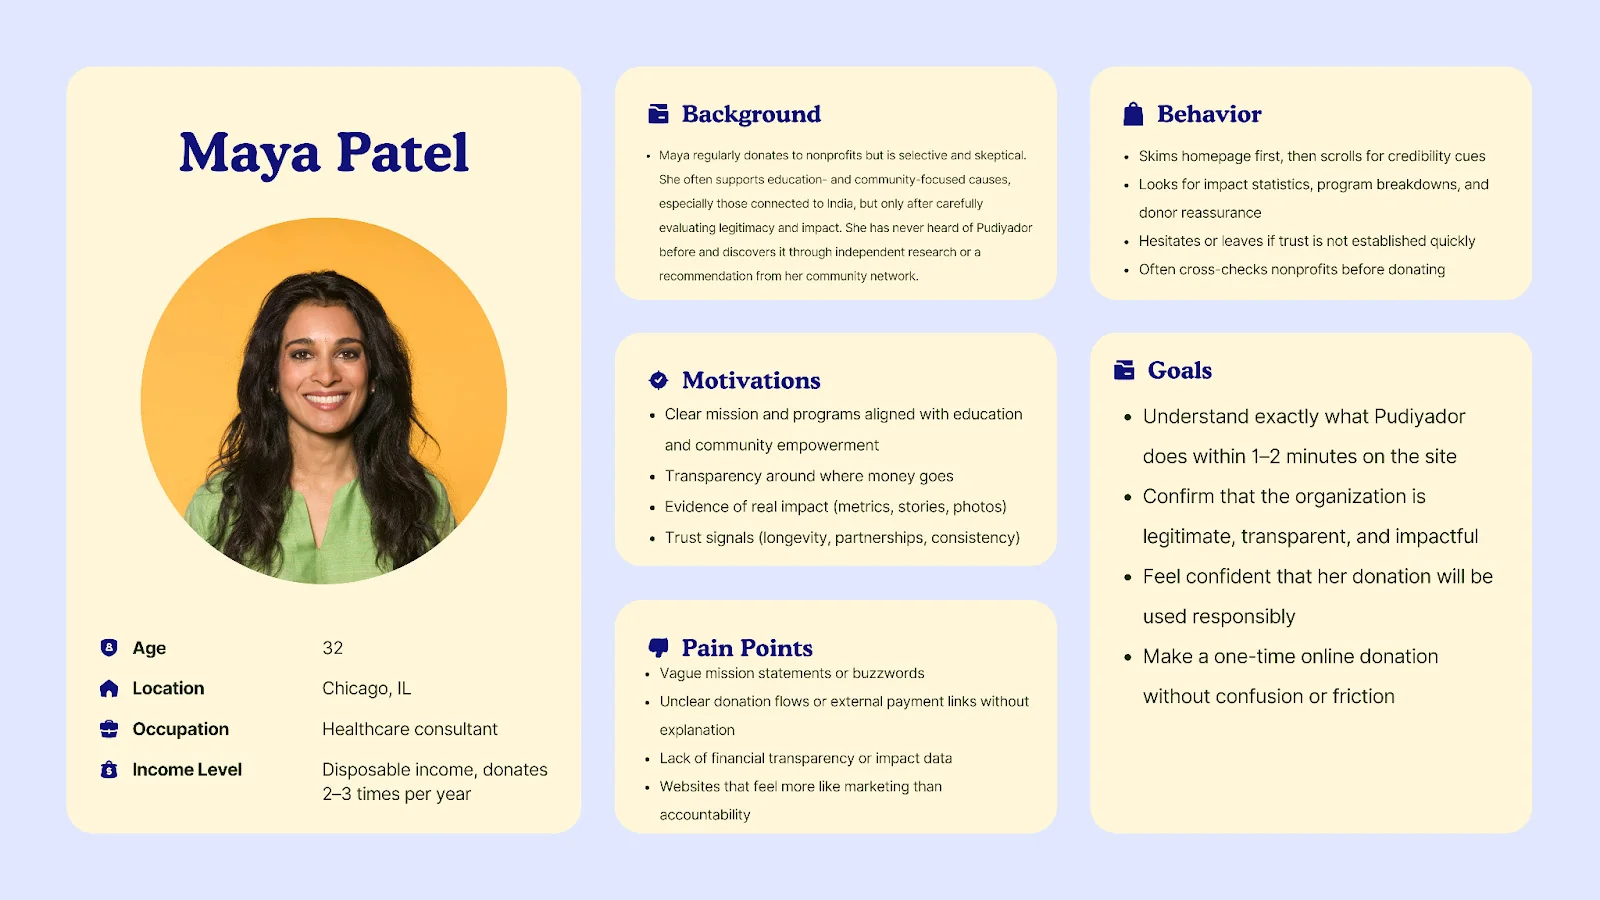 Maya Patel
Age 32
Location Chicago, IL
Occupation Healthcare consultant
Income Level Disposable income, donates
2–3 times per year
Background
• Maya regularly donates to nonprofits but is selective and skeptical.
She often supports education- and community-focused causes,
especially those connected to India, but only after carefully
evaluating legitimacy and impact. She has never heard of Pudiyador
before and discovers it through independent research or a
recommendation from her community network.
Motivations
• Clear mission and programs aligned with education
and community empowerment
• Transparency around where money goes
• Evidence of real impact (metrics, stories, photos)
• Trust signals (longevity, partnerships, consistency)
Pain Points
• Vague mission statements or buzzwords
• Unclear donation flows or external payment links without
explanation
• Lack of financial transparency or impact data
• Websites that feel more like marketing than
accountability
Behavior
• Skims homepage first, then scrolls for credibility cues
• Looks for impact statistics, program breakdowns, and
donor reassurance
• Hesitates or leaves if trust is not established quickly
• Often cross-checks nonprofits before donating
Goals
• Understand exactly what Pudiyador
does within 1–2 minutes on the site
• Confirm that the organization is
legitimate, transparent, and impactful
• Feel confident that her donation will be
used responsibly
• Make a one-time online donation
without confusion or friction